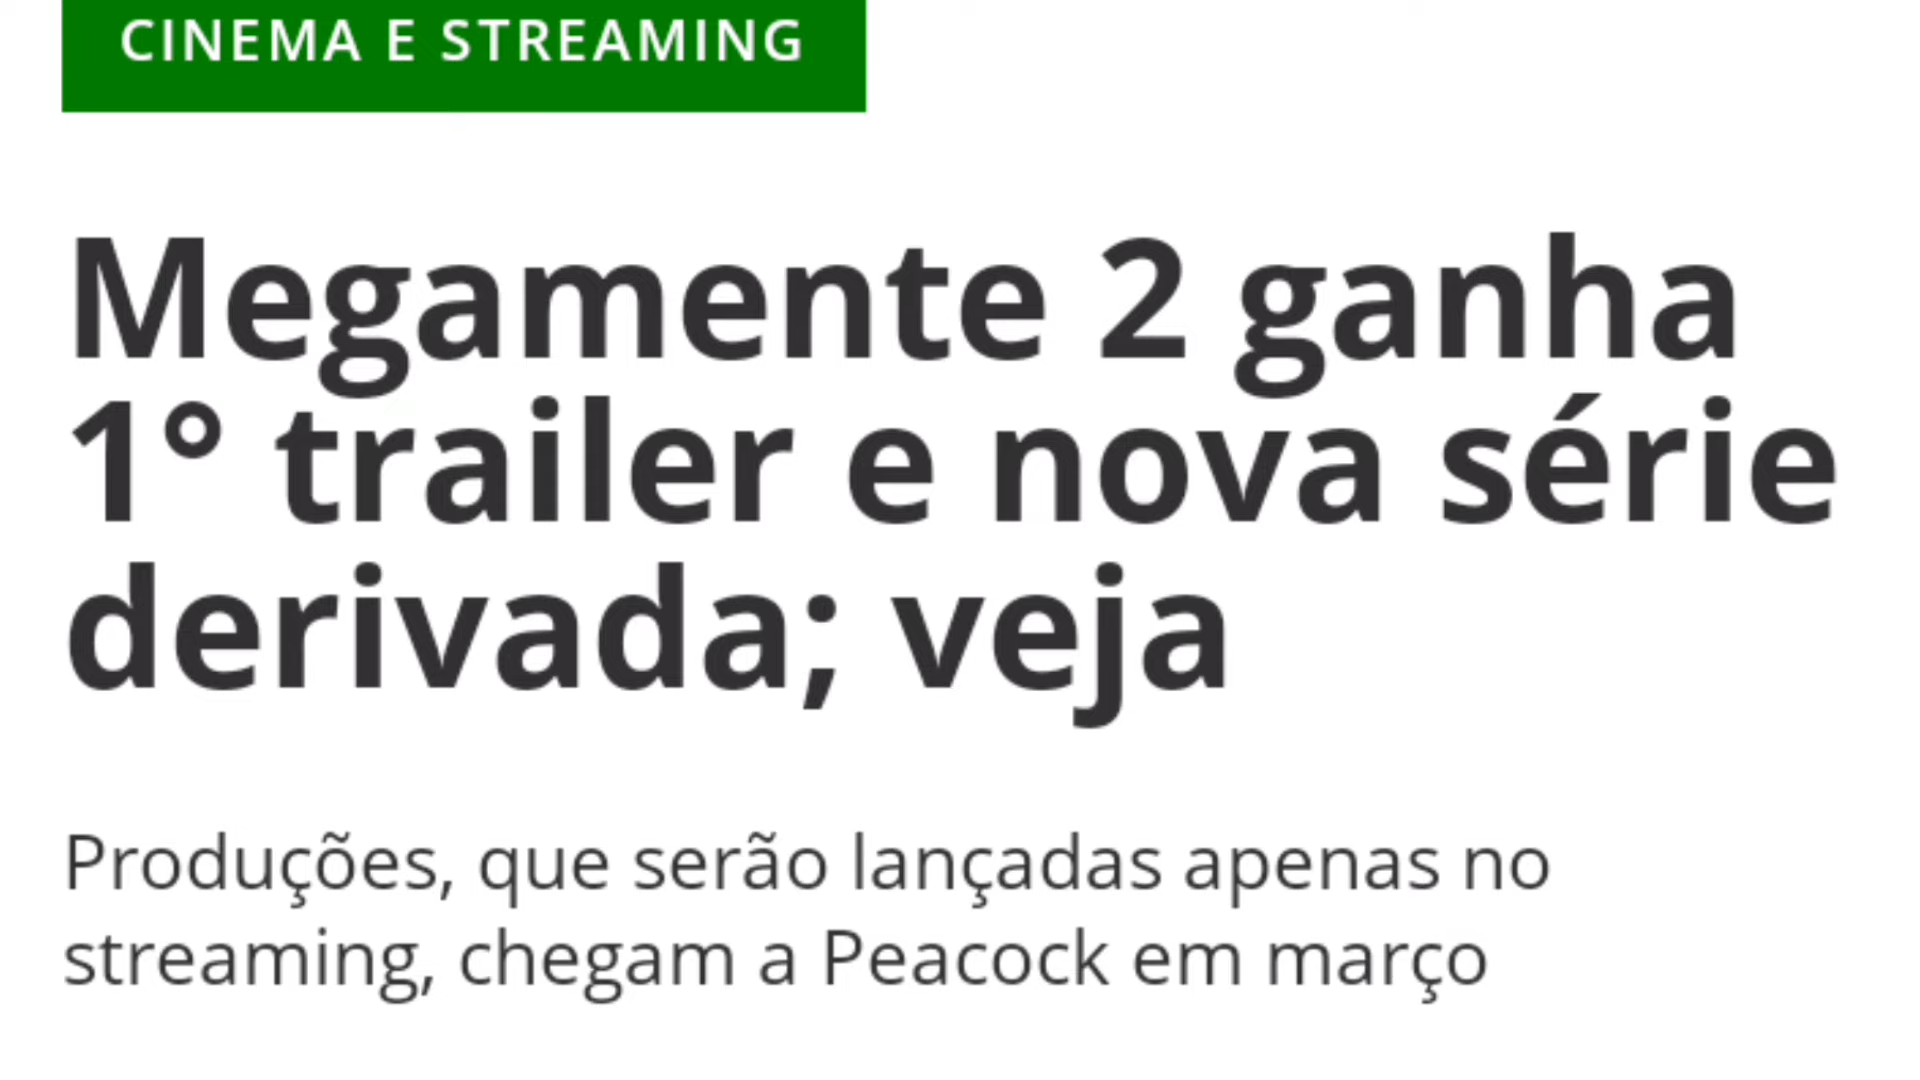 CINEMA E STREAMING
Megamente 2 ganha
1° trailer e nova série
derivada; veja
Produções, que serão lançadas apenas no
streaming, chegam a Peacock em março